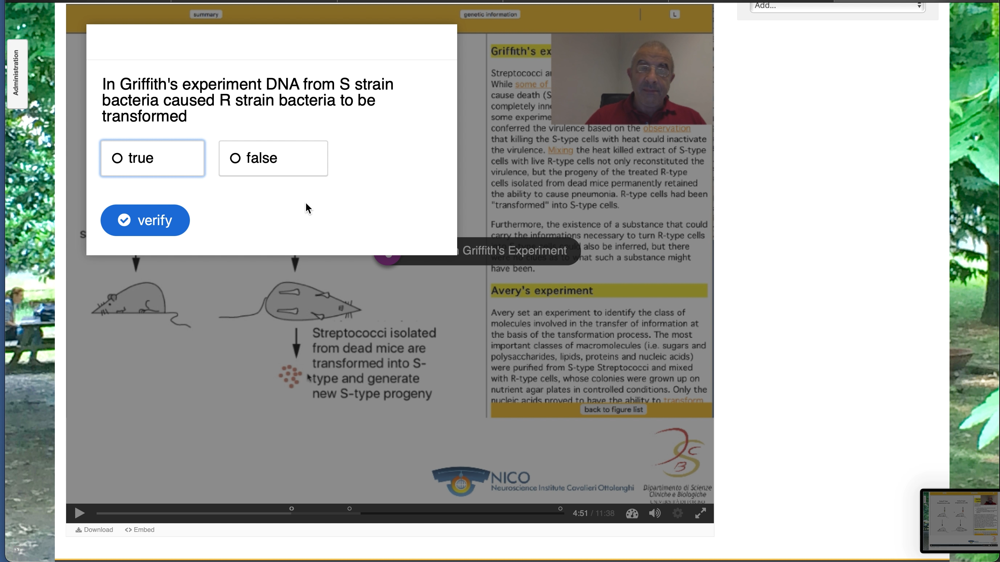 Add...
summary
genetic information
L
Administration
In Griffith's experiment DNA from S strain
bacteria caused R strain bacteria to be
transformed
true
false
verify
Griffith's ex
Streptococci ar
While some of
cause death (S
completely inn
some experime
conferred the virulence based on the observation
that killing the S-type cells with heat could inactivate
the virulence. Mixing the heat killed extract of S-type
cells with live R-type cells not only reconstituted the
virulence, but the progeny of the treated R-type
cells isolated from dead mice permanently retained
the ability to cause pneumonia. R-type cells had been
"transformed" into S-type cells.
Furthermore, the existence of a substance that could
carry the informations necessary to turn R-type cells
into S-type cells could also be inferred, but there
were no clues as to what such a substance might
have been.
Griffith's Experiment
Avery's experiment
Avery set an experiment to identify the class of
molecules involved in the transfer of information at
the basis of the tansformation process. The most
important classes of macromolecules (i.e. sugars and
polysaccharides, lipids, proteins and nucleic acids)
were purified from S-type Streptococci and mixed
with R-type cells, whose colonies were grown up on
nutrient agar plates in controlled conditions. Only the
nucleic acids proved to have the ability to transform
back to figure list
S
Streptococci isolated
from dead mice are
transformed into S-
type and generate
new S-type progeny
NICO
Neuroscience Institute Cavalieri Ottolenghi
S C B
Dipartimento di Scienze
Cliniche e Biologiche
UNIVERSITÀ DI TORINO
4:51 / 11:38
Download
<> Embed